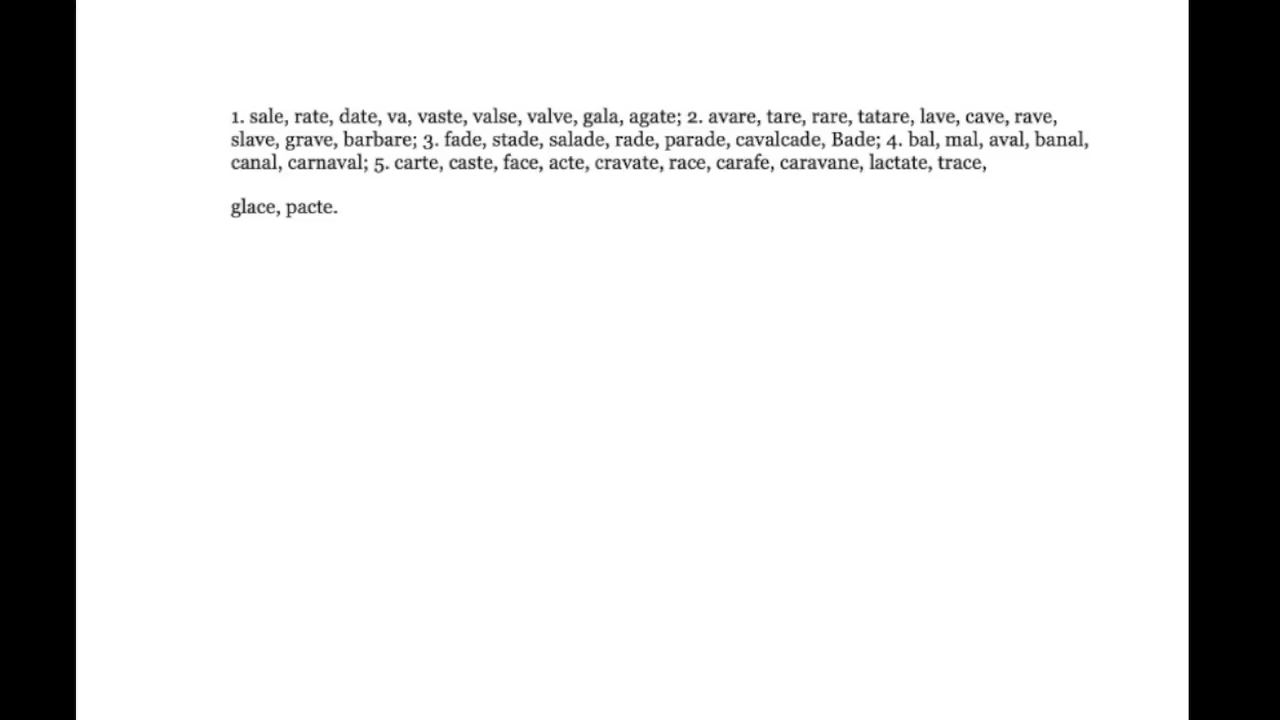 1. sale, rate, date, va, vaste, valse, valve, gala, agate; 2. avare, tare, rare, tatare, lave, cave, rave,
slave, grave, barbare; 3. fade, stade, salade, rade, parade, cavalcade, Bade; 4. bal, mal, aval, banal,
canal, carnaval; 5. carte, caste, face, acte, cravate, race, carafe, caravane, lactate, trace,
glace, pacte.